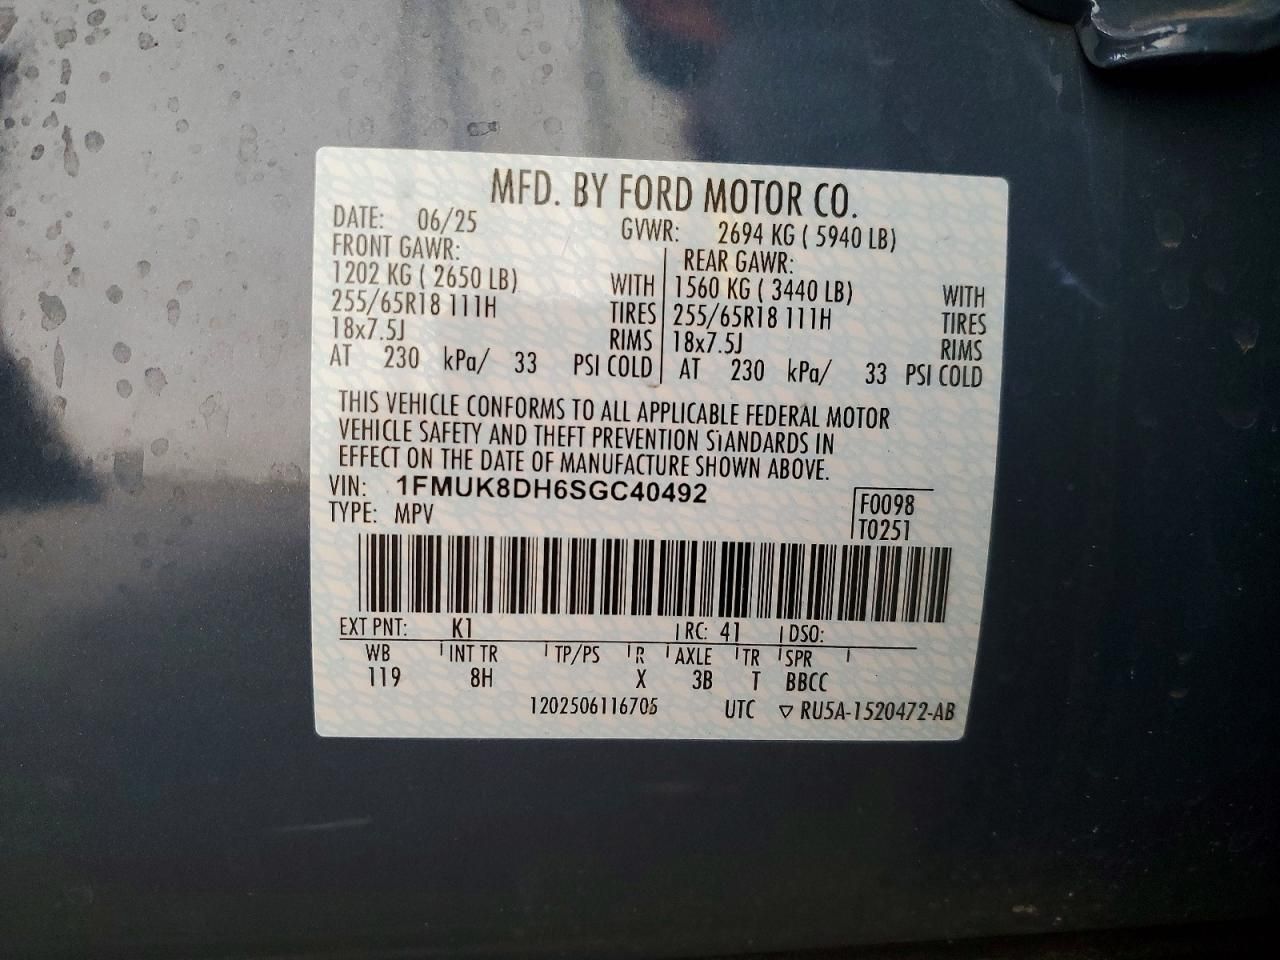 MFD. BY FORD MOTOR CO.
DATE: 06/25 GVWR: 2694 KG ( 5940 LB)
FRONT GAWR: REAR GAWR:
1202 KG ( 2650 LB) WITH 1560 KG ( 3440 LB) WITH
255/65R18 111H TIRES 255/65R18 111H TIRES
18x7.5J RIMS 18x7.5J RIMS
AT 230 kPa/ 33 PSI COLD AT 230 kPa/ 33 PSI COLD
THIS VEHICLE CONFORMS TO ALL APPLICABLE FEDERAL MOTOR
VEHICLE SAFETY AND THEFT PREVENTION STANDARDS IN
EFFECT ON THE DATE OF MANUFACTURE SHOWN ABOVE.
VIN: 1FMUK8DH6SGC40492 F0098
TYPE: MPV T0251
EXT PNT: K1 RC: 41 DSO:
WB INT TR TP/PS R AXLE TR SPR
119 8H X 3B T BBCC
1202506116705 UTC ▽ RU5A-1520472-AB